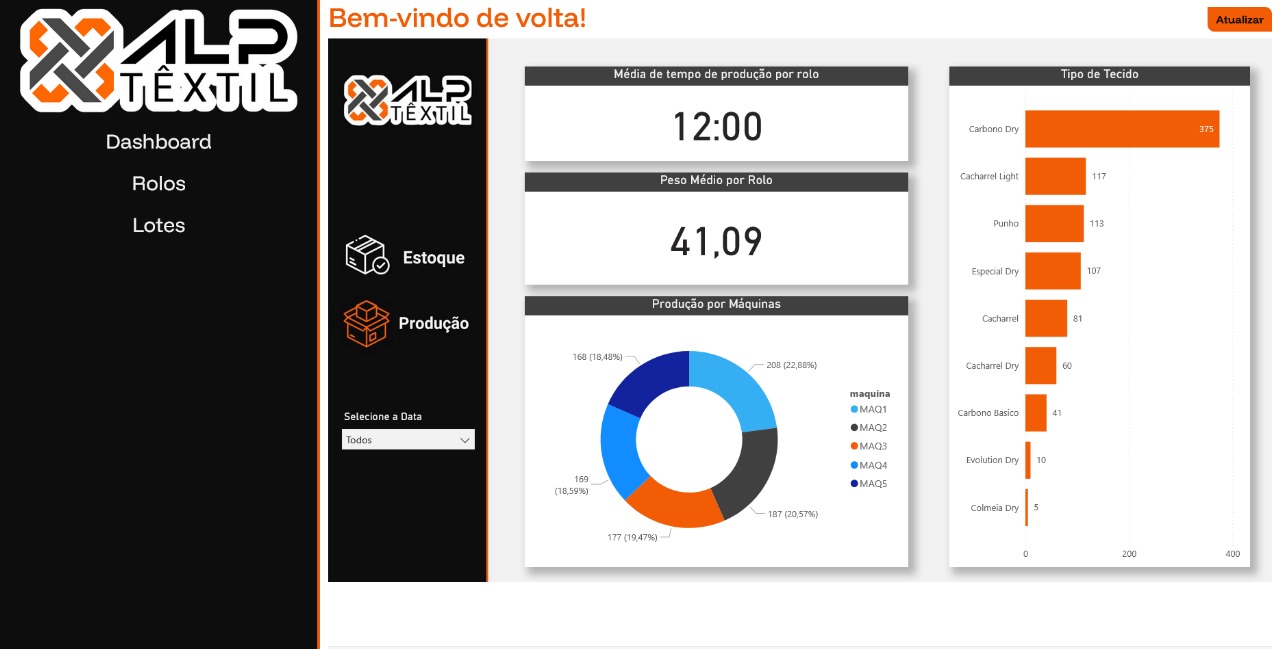 ALP
TÊXTIL
Dashboard
Rolos
Lotes
Bem-vindo de volta!
Atualizar
ALP
TÊXTIL
Estoque
Produção
Selecione a Data
Todos
Média de tempo de produção por rolo
12:00
Peso Médio por Rolo
41,09
Produção por Máquinas
168 (18,48%)
208 (22,88%)
169
(18,59%)
187 (20,57%)
177 (19,47%)
maquina
MAQ1
MAQ2
MAQ3
MAQ4
MAQ5
Tipo de Tecido
Carbono Dry 375
Cacharrel Light 117
Punho 113
Especial Dry 107
Cacharrel 81
Cacharrel Dry 60
Carbono Basico 41
Evolution Dry 10
Colmeia Dry 5
0 200 400